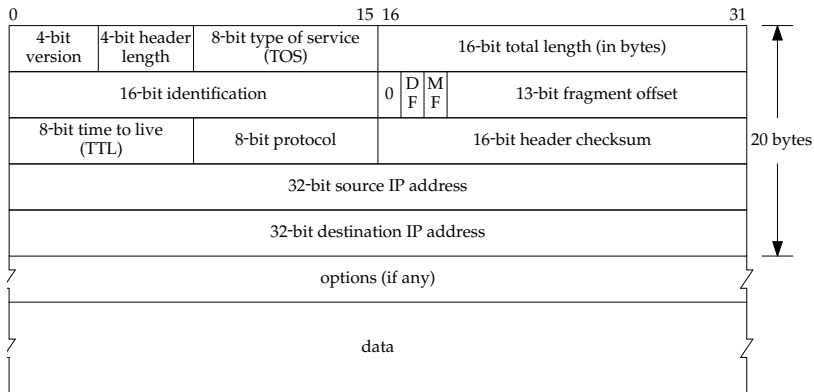 0 15 16 31
4-bit version 4-bit header length 8-bit type of service (TOS) 16-bit total length (in bytes)
16-bit identification 0 DF MF 13-bit fragment offset
8-bit time to live (TTL) 8-bit protocol 16-bit header checksum 20 bytes
32-bit source IP address
32-bit destination IP address
options (if any)
data